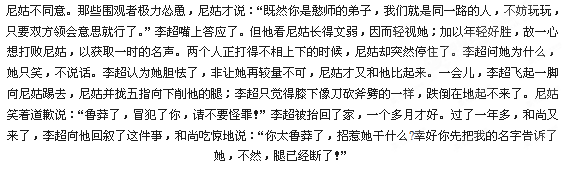 尼姑不同意。那些围观者极力怂恿，尼姑才说：“既然你是憨师的弟子，我们就是同一路的人，不妨玩玩，
只要双方领会意思就行了。”李超嘴上答应了。但他看尼姑长得文弱，因而轻视她；加以年轻好胜，故一心
想打败尼姑，以获取一时的名声。两个人正打得不相上下的时候，尼姑却突然停住了。李超问她为什么，
她只笑，不说话。李超认为她胆怯了，非让她再较量不可，尼姑才又和他比起来。一会儿，李超飞起一脚
向尼姑踢去，尼姑并拢五指向下削他的腿；李超只觉得膝下像刀砍斧劈的一样，跌倒在地起不来了。尼姑
笑着道歉说：“鲁莽了，冒犯了你，请不要怪罪！”李超被抬回了家，一个多月才好。过了一年多，和尚又
来了，李超向他回叙了这件事，和尚吃惊地说：“你太鲁莽了，招惹她干什么?幸好你先把我的名字告诉了
她，不然，腿已经断了！”